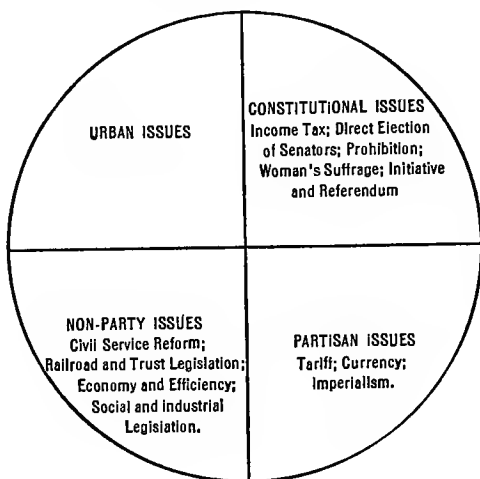 URBAN ISSUES
CONSTITUTIONAL ISSUES
Income Tax; Direct Election
of Senators; Prohibition;
Woman's Suffrage; Initiative
and Referendum
NON-PARTY ISSUES
Civil Service Reform;
Railroad and Trust Legislation;
Economy and Efficiency;
Social and Industrial
Legislation.
PARTISAN ISSUES
Tariff; Currency;
Imperialism.